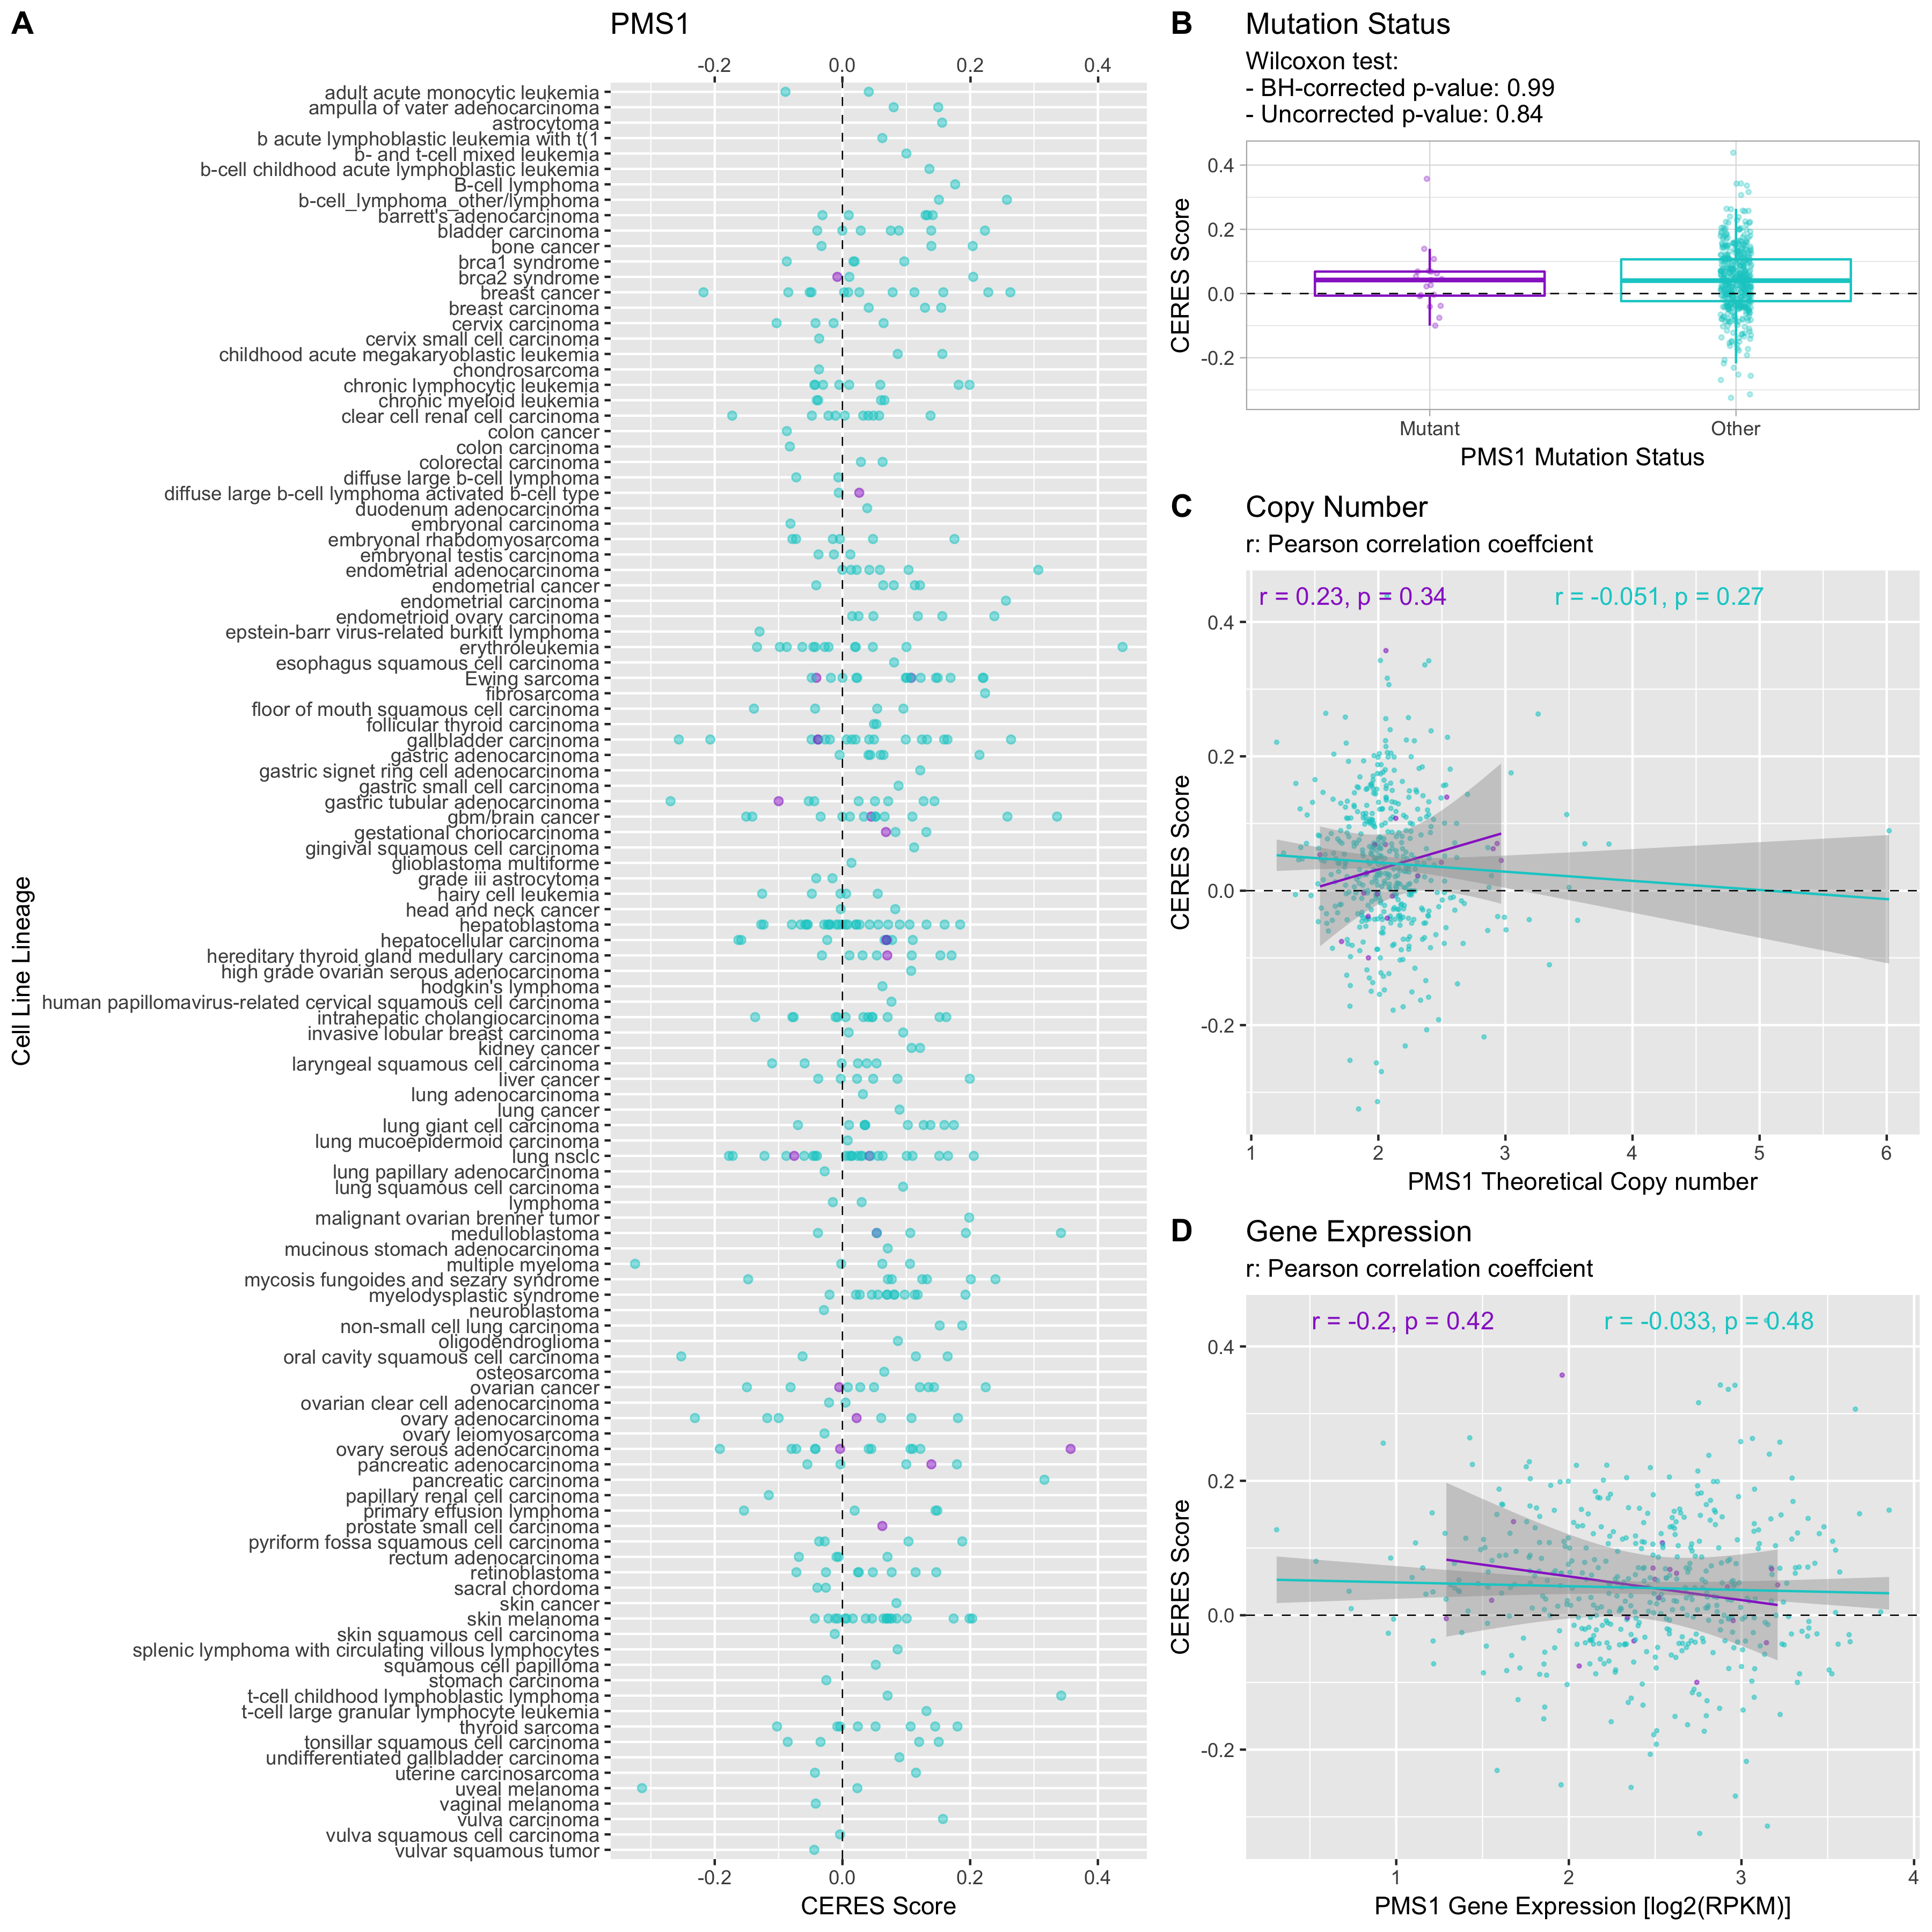 A
PMS1
-0.2 0.0 0.2 0.4
Cell Line Lineage
adult acute monocytic leukemia
ampulla of vater adenocarcinoma
astrocytoma
b acute lymphoblastic leukemia with t(1
b- and t-cell mixed leukemia
b-cell childhood acute lymphoblastic leukemia
B-cell lymphoma
b-cell_lymphoma_other/lymphoma
barrett's adenocarcinoma
bladder carcinoma
bone cancer
brca1 syndrome
brca2 syndrome
breast cancer
breast carcinoma
cervix carcinoma
cervix small cell carcinoma
childhood acute megakaryoblastic leukemia
chondrosarcoma
chronic lymphocytic leukemia
chronic myeloid leukemia
clear cell renal cell carcinoma
colon cancer
colon carcinoma
colorectal carcinoma
diffuse large b-cell lymphoma
diffuse large b-cell lymphoma activated b-cell type
duodenum adenocarcinoma
embryonal carcinoma
embryonal rhabdomyosarcoma
embryonal testis carcinoma
endometrial adenocarcinoma
endometrial cancer
endometrial carcinoma
endometrioid ovary carcinoma
epstein-barr virus-related burkitt lymphoma
erythroleukemia
esophagus squamous cell carcinoma
Ewing sarcoma
fibrosarcoma
floor of mouth squamous cell carcinoma
follicular thyroid carcinoma
gallbladder carcinoma
gastric adenocarcinoma
gastric signet ring cell adenocarcinoma
gastric small cell carcinoma
gastric tubular adenocarcinoma
gbm/brain cancer
gestational choriocarcinoma
gingival squamous cell carcinoma
glioblastoma multiforme
grade iii astrocytoma
hairy cell leukemia
head and neck cancer
hepatoblastoma
hepatocellular carcinoma
hereditary thyroid gland medullary carcinoma
high grade ovarian serous adenocarcinoma
hodgkin's lymphoma
human papillomavirus-related cervical squamous cell carcinoma
intrahepatic cholangiocarcinoma
invasive lobular breast carcinoma
kidney cancer
laryngeal squamous cell carcinoma
liver cancer
lung adenocarcinoma
lung cancer
lung giant cell carcinoma
lung mucoepidermoid carcinoma
lung nsclc
lung papillary adenocarcinoma
lung squamous cell carcinoma
lymphoma
malignant ovarian brenner tumor
medulloblastoma
mucinous stomach adenocarcinoma
multiple myeloma
mycosis fungoides and sezary syndrome
myelodysplastic syndrome
neuroblastoma
non-small cell lung carcinoma
oligodendroglioma
oral cavity squamous cell carcinoma
osteosarcoma
ovarian cancer
ovarian clear cell adenocarcinoma
ovary adenocarcinoma
ovary leiomyosarcoma
ovary serous adenocarcinoma
pancreatic adenocarcinoma
pancreatic carcinoma
papillary renal cell carcinoma
primary effusion lymphoma
prostate small cell carcinoma
pyriform fossa squamous cell carcinoma
rectum adenocarcinoma
retinoblastoma
sacral chordoma
skin cancer
skin melanoma
skin squamous cell carcinoma
splenic lymphoma with circulating villous lymphocytes
squamous cell papilloma
stomach carcinoma
t-cell childhood lymphoblastic lymphoma
t-cell large granular lymphocyte leukemia
thyroid sarcoma
tonsillar squamous cell carcinoma
undifferentiated gallbladder carcinoma
uterine carcinosarcoma
uveal melanoma
vaginal melanoma
vulva carcinoma
vulva squamous cell carcinoma
vulvar squamous tumor
-0.2 0.0 0.2 0.4
CERES Score
B
Mutation Status
Wilcoxon test:
- BH-corrected p-value: 0.99
- Uncorrected p-value: 0.84
CERES Score
0.4
0.2
0.0
-0.2
Mutant Other
PMS1 Mutation Status
C
Copy Number
r: Pearson correlation coeffcient
r = 0.23, p = 0.34 r = -0.051, p = 0.27
CERES Score
0.4
0.2
0.0
-0.2
1 2 3 4 5 6
PMS1 Theoretical Copy number
D
Gene Expression
r: Pearson correlation coeffcient
r = -0.2, p = 0.42 r = -0.033, p = 0.48
CERES Score
0.4
0.2
0.0
-0.2
1 2 3 4
PMS1 Gene Expression [log2(RPKM)]